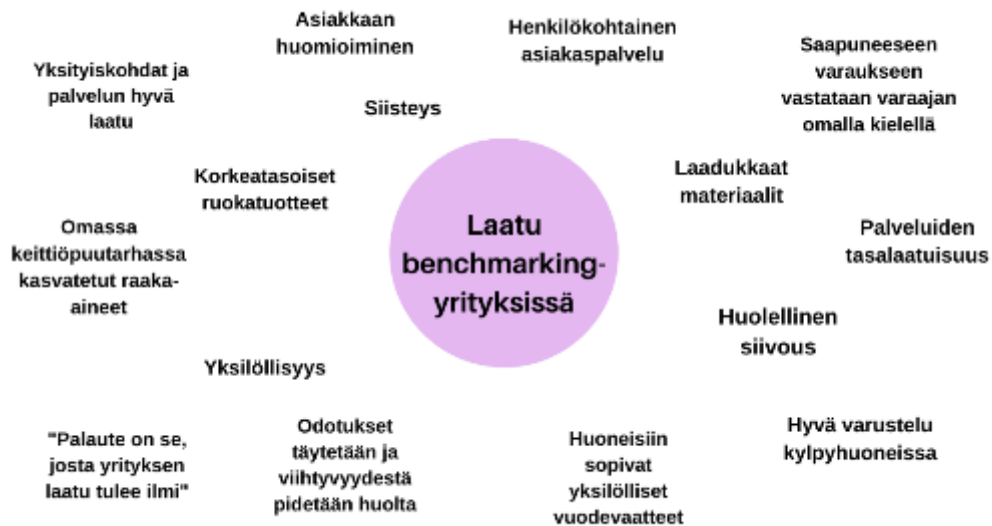 Asiakkaan
huomioiminen
Henkilökohtainen
asiakaspalvelu
Saapuneeseen
varaukseen
vastataan varaajan
omalla kielellä
Yksityiskohdat ja
palvelun hyvä
laatu
Siisteys
Korkeatasoiset
ruokatuotteet
Laadukkaat
materiaalit
Omassa
keittiöpuutarhassa
kasvatetut raaka-
aineet
Laatu
benchmarking-
yrityksissä
Palveluiden
tasalaatuisuus
Huolellinen
siivous
Yksilöllisyys
"Palaute on se,
josta yrityksen
laatu tulee ilmi"
Odotukset
täytetään ja
viihtyvyydestä
pidetään huolta
Huoneisiin
sopivat
yksilölliset
vuodevaatteet
Hyvä varustelu
kylpyhuoneissa